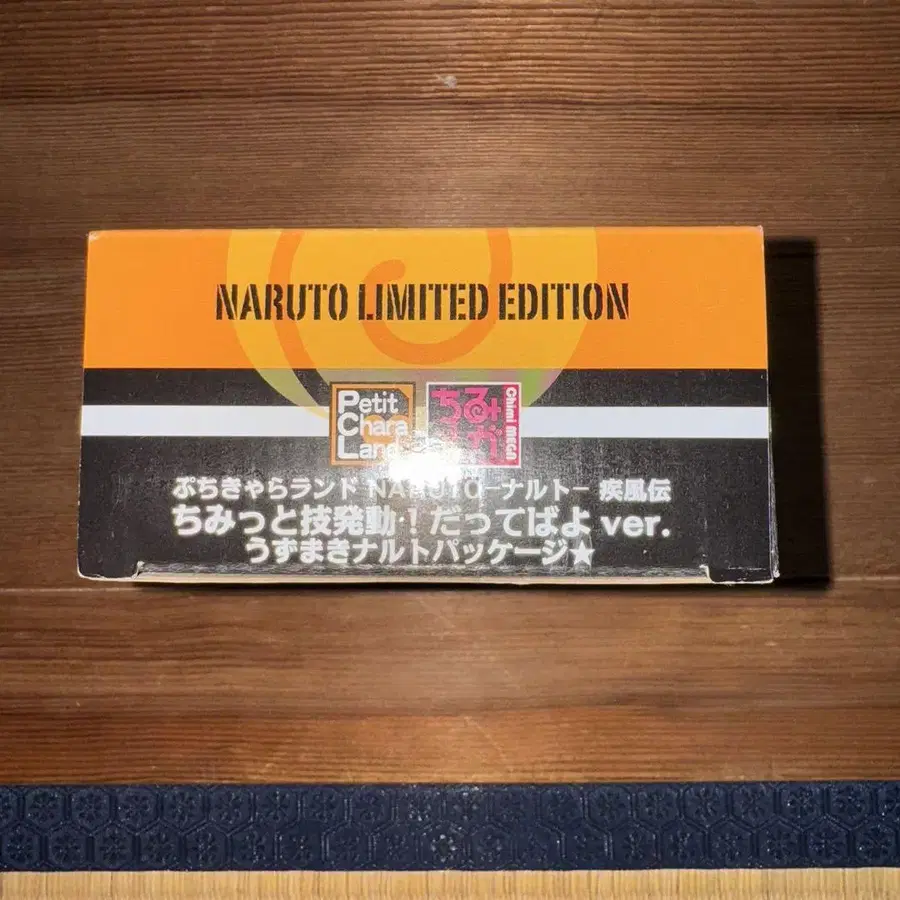 NARUTO LIMITED EDITION
Petit
Chara
Land
ちみ
メガ
Chimi MEGA
ぷちきゃらランド NARUTO－ナルト－ 疾風伝
ちみっと技発動！だってばよ ver.
うずまきナルトパッケージ★